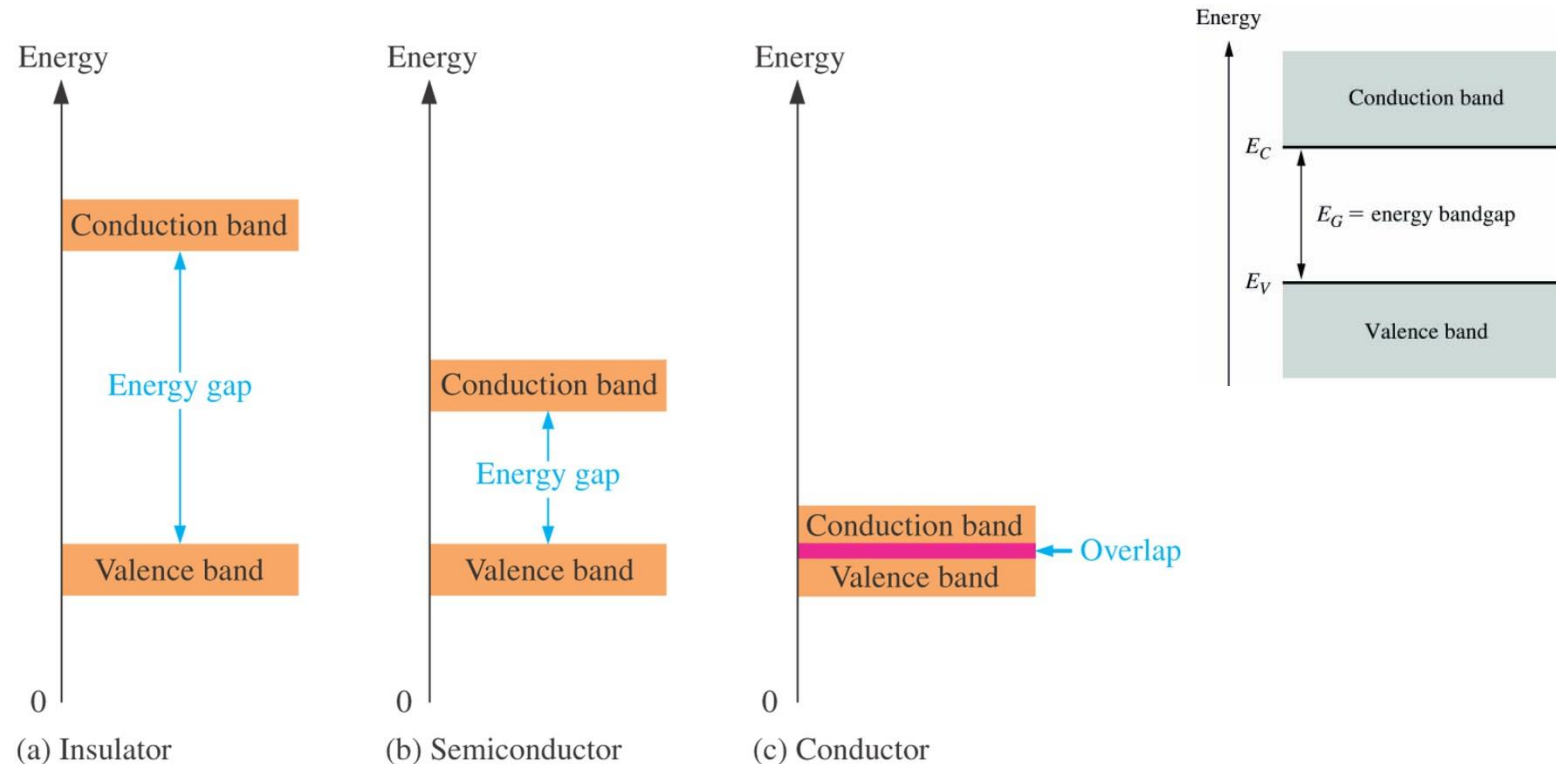 Energy
Conduction band
Energy gap
Valence band
0
(a) Insulator
Energy
Conduction band
Energy gap
Valence band
0
(b) Semiconductor
Energy
Conduction band
Overlap
Valence band
0
(c) Conductor
Energy
Conduction band
E_C
E_G = energy bandgap
E_V
Valence band